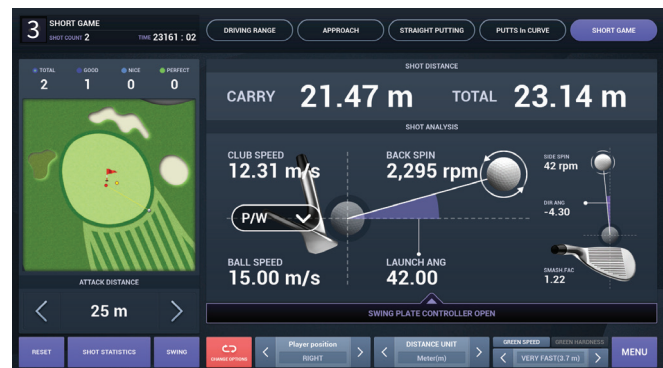 3 SHORT GAME
SHOT COUNT 2 TIME 23161 : 02
DRIVING RANGE
APPROACH
STRAIGHT PUTTING
PUTTS In CURVE
SHORT GAME
TOTAL GOOD NICE PERFECT
2 1 0 0
ATTACK DISTANCE
25 m
RESET
SHOT STATISTICS
SWING
SHOT DISTANCE
CARRY 21.47 m TOTAL 23.14 m
SHOT ANALYSIS
CLUB SPEED
12.31 m/s
BACK SPIN
2,295 rpm
SIDE SPIN
42 rpm
P/W
DIR ANG
-4.30
BALL SPEED
15.00 m/s
LAUNCH ANG
42.00
SMASH.FAC
1.22
SWING PLATE CONTROLLER OPEN
CHANGE OPTIONS
Player position
RIGHT
DISTANCE UNIT
Meter(m)
GREEN SPEED GREEN HARDNESS
VERY FAST(3.7 m)
MENU